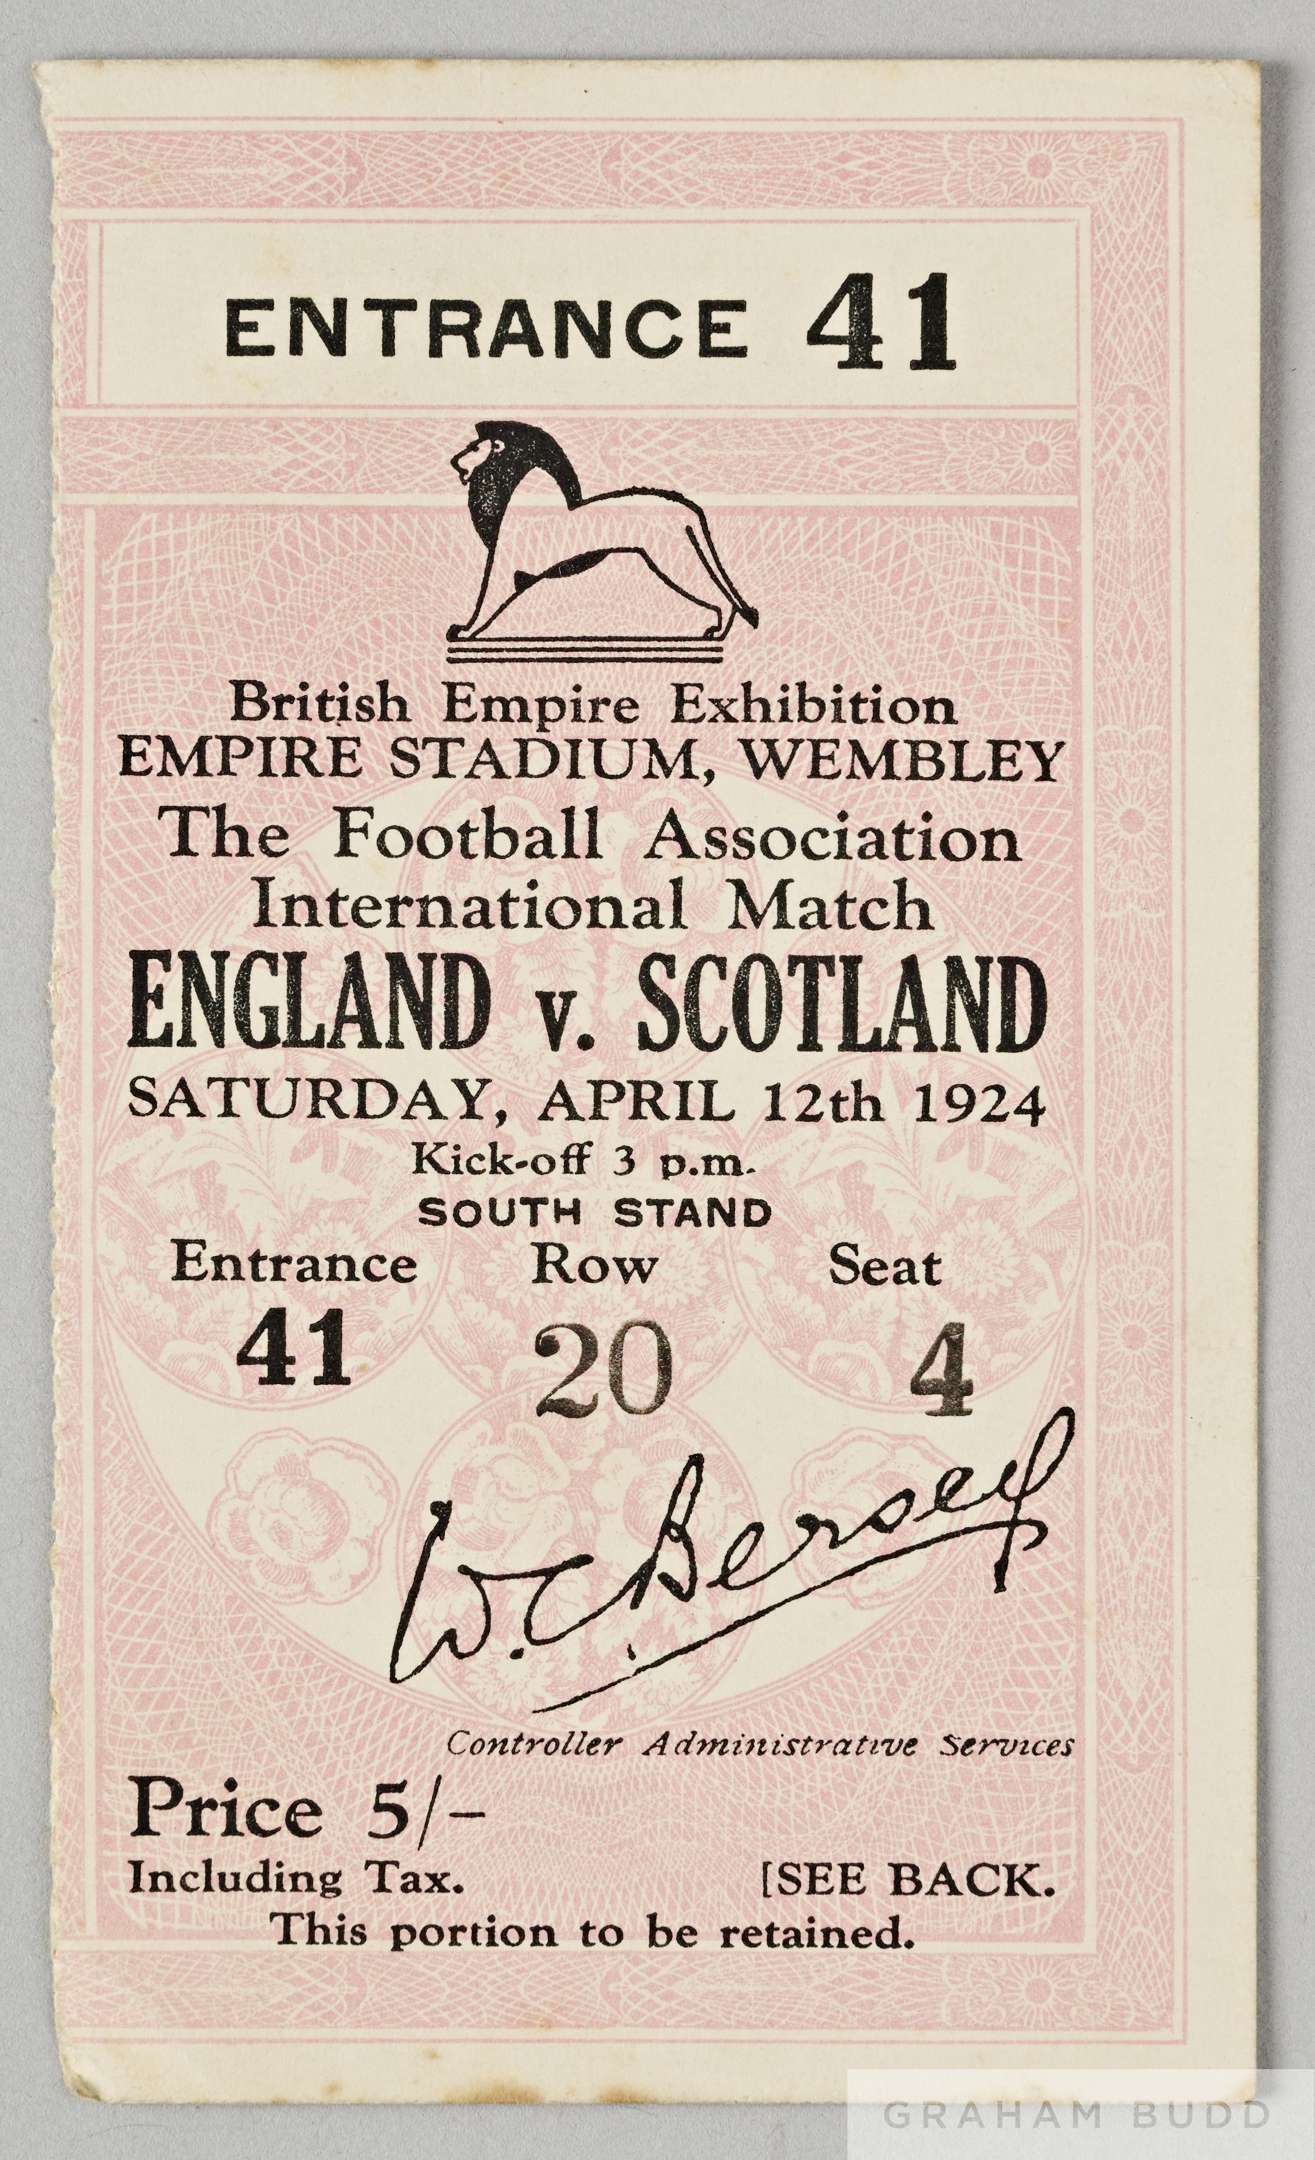 ENTRANCE 41
British Empire Exhibition
EMPIRE STADIUM, WEMBLEY
The Football Association
International Match
ENGLAND v. SCOTLAND
SATURDAY, APRIL 12th 1924
Kick-off 3 p.m.
SOUTH STAND
Entrance Row Seat
41 20 4
W. C. Bersey
Controller Administrative Services
Price 5/-
Including Tax. [SEE BACK.
This portion to be retained.
GRAHAM BUDD